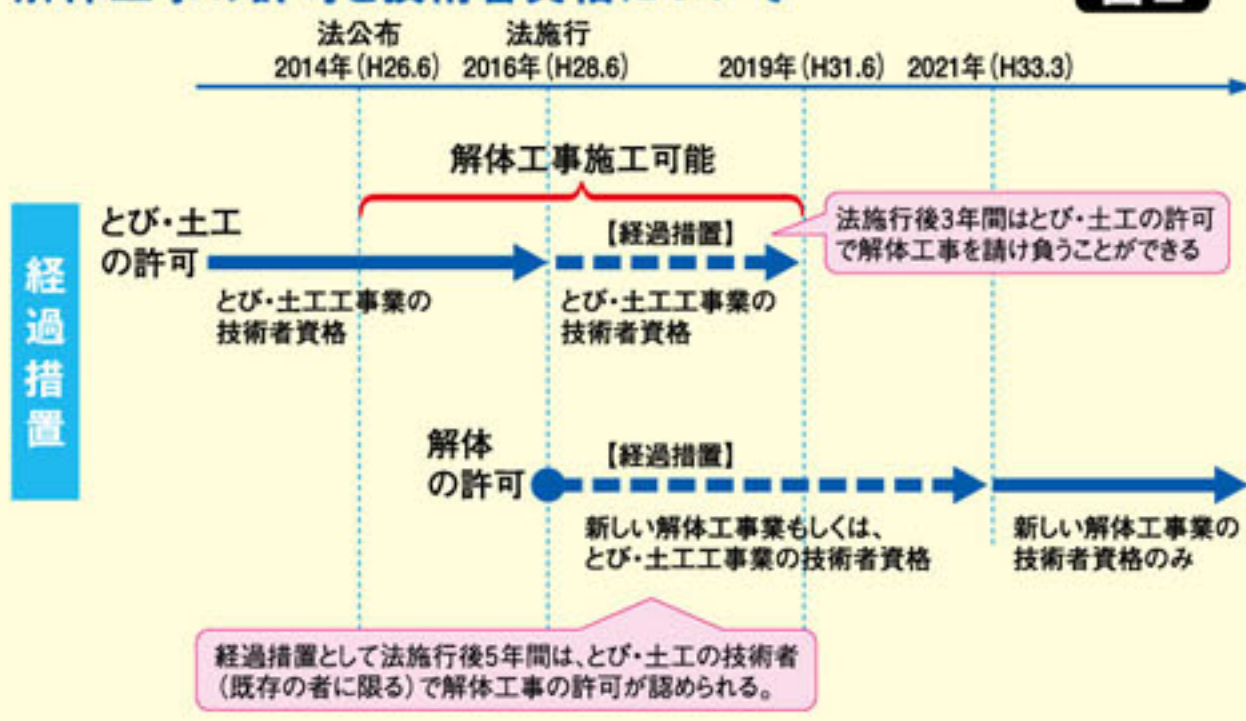 法公布
2014年(H26.6)
法施行
2016年(H28.6)
2019年(H31.6)
2021年(H33.3)
解体工事施工可能
経過措置
とび・土工
の許可
とび・土工工事業の
技術者資格
【経過措置】
とび・土工工事業の
技術者資格
法施行後3年間はとび・土工の許可
で解体工事を請け負うことができる
解体
の許可
【経過措置】
新しい解体工事業もしくは、
とび・土工工事業の技術者資格
新しい解体工事業の
技術者資格のみ
経過措置として法施行後5年間は、とび・土工の技術者
(既存の者に限る)で解体工事の許可が認められる。